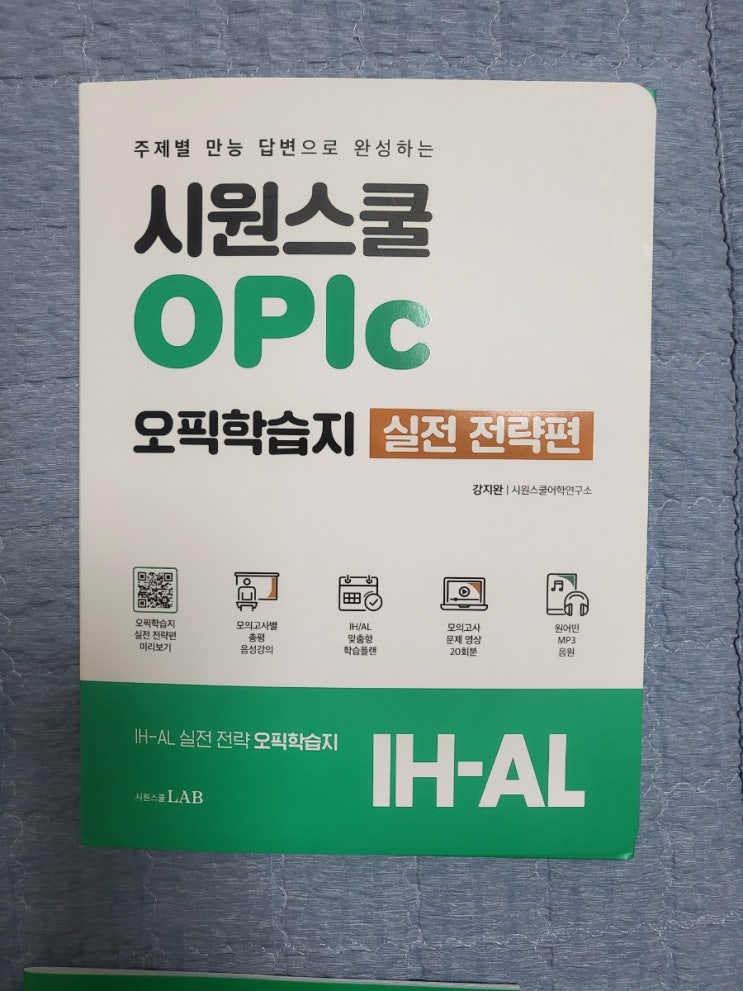 주제별 만능 답변으로 완성하는
시원스쿨
OPIc
오픽학습지 실전 전략편
강지완 | 시원스쿨어학연구소
오픽학습지
실전 전략편
미리보기
모의고사별
총평
음성강의
IH/AL
맞춤형
학습플랜
모의고사
문제 영상
20회분
원어민
MP3
음원
IH-AL 실전 전략 오픽학습지
IH-AL
시원스쿨 LAB